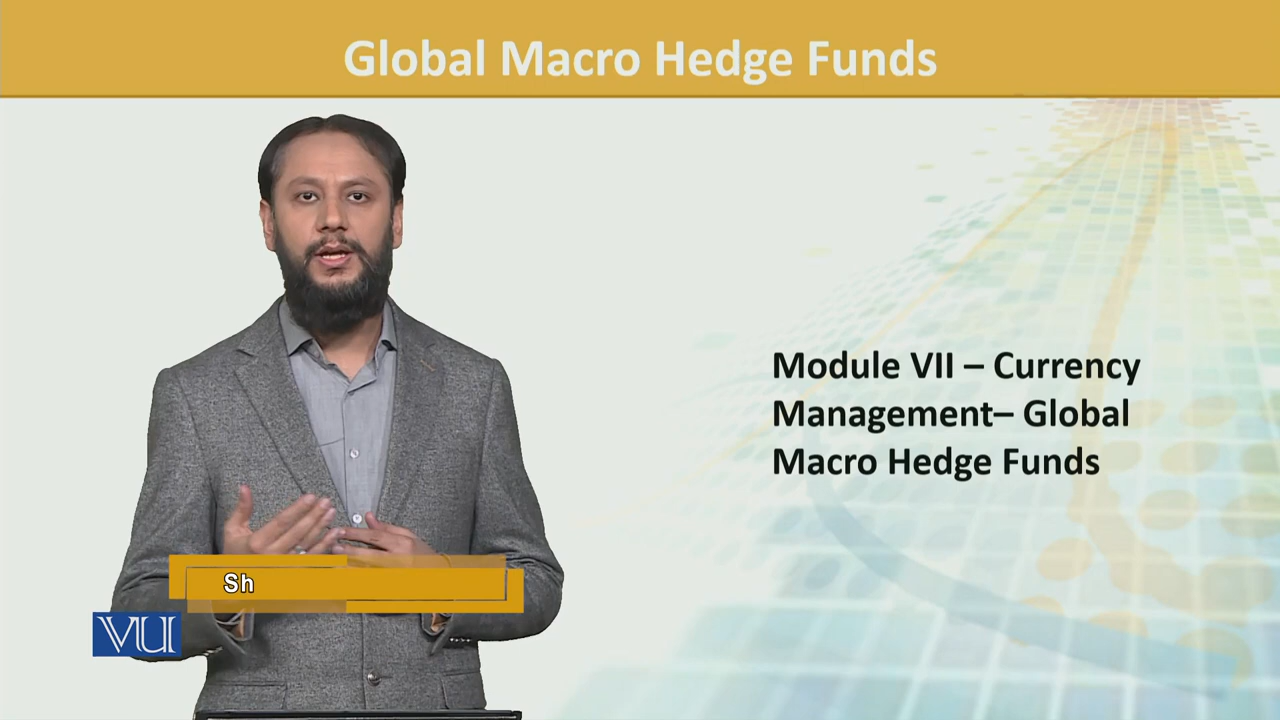 Global Macro Hedge Funds
Module VII – Currency
Management– Global
Macro Hedge Funds
Sh
VU